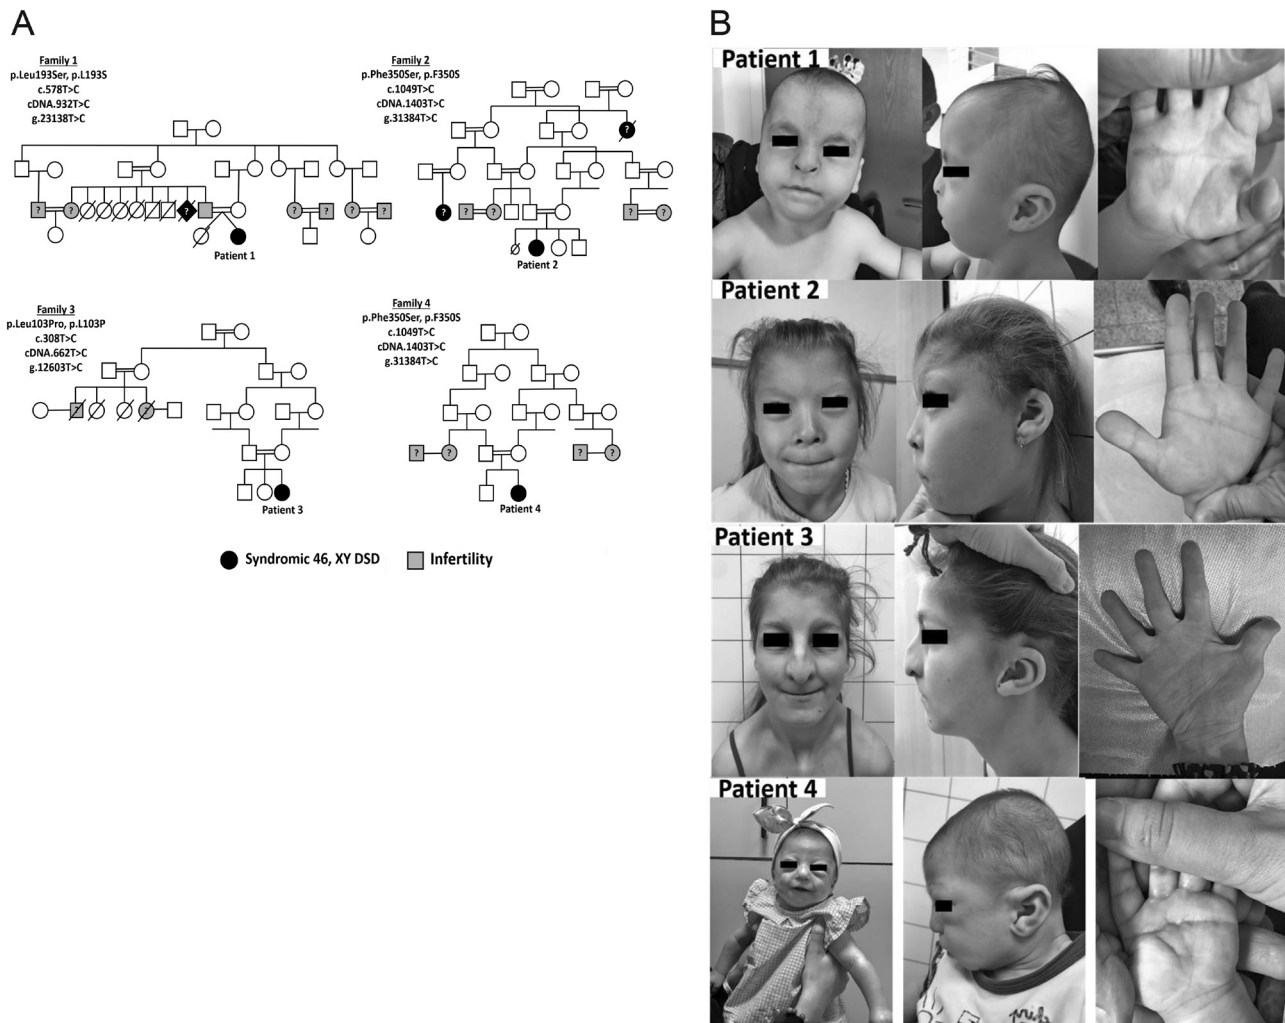 A
B
Family 1
p.Leu193Ser, p.L193S
c.578T>C
cDNA.932T>C
g.23138T>C
Family 2
p.Phe350Ser, p.F350S
c.1049T>C
cDNA.1403T>C
g.31384T>C
?
? ? ? ? ? ? ?
? ? ? ? ?
Patient 1
Patient 2
Family 3
p.Leu103Pro, p.L103P
c.308T>C
cDNA.662T>C
g.12603T>C
Family 4
p.Phe350Ser, p.F350S
c.1049T>C
cDNA.1403T>C
g.31384T>C
? ?
? ? ? ?
Patient 3
Patient 4
Syndromic 46, XY DSD
Infertility
Patient 1
Patient 2
Patient 3
Patient 4